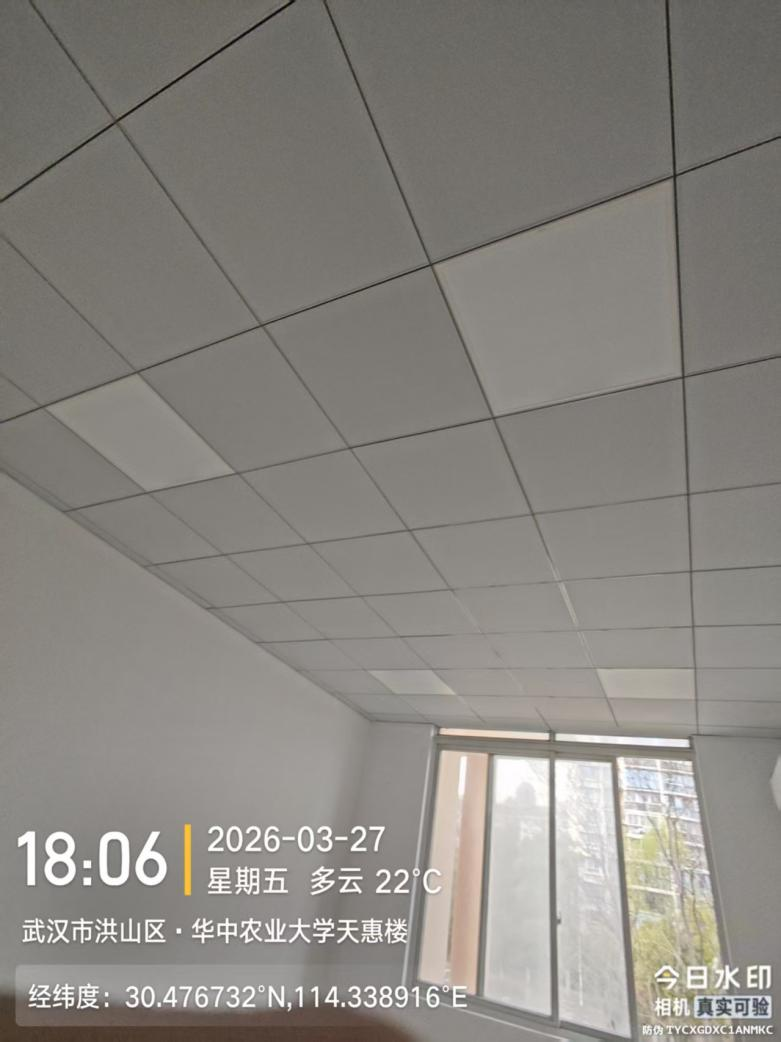 18:06
2026-03-27
星期五 多云 22°C
武汉市洪山区·华中农业大学天惠楼
经纬度：30.476732°N,114.338916°E
今日水印
相机 真实可验
防伪 TYCXGDXC1ANMKC